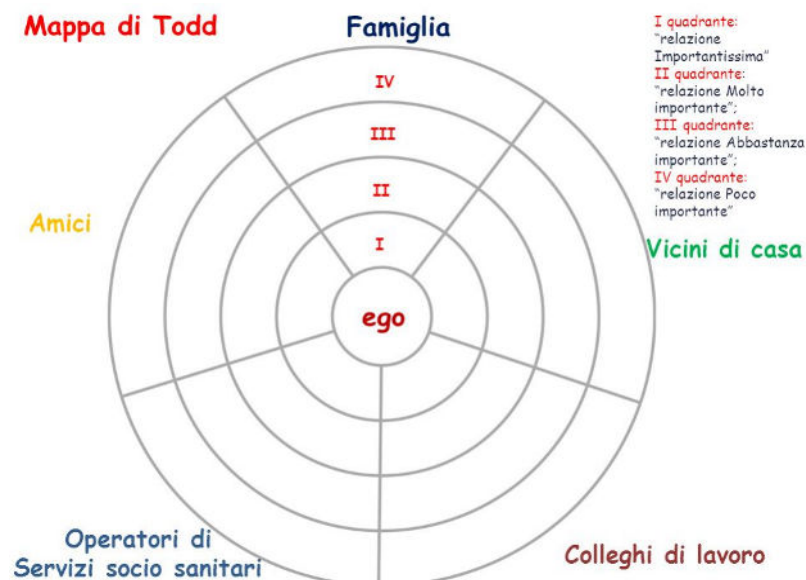 Mappa di Todd
Famiglia
I quadrante:
"relazione
Importantissima"
II quadrante:
"relazione Molto
importante";
III quadrante:
"relazione Abbastanza
importante";
IV quadrante:
"relazione Poco
importante"
IV
III
II
I
ego
Amici
Vicini di casa
Operatori di
Servizi socio sanitari
Colleghi di lavoro